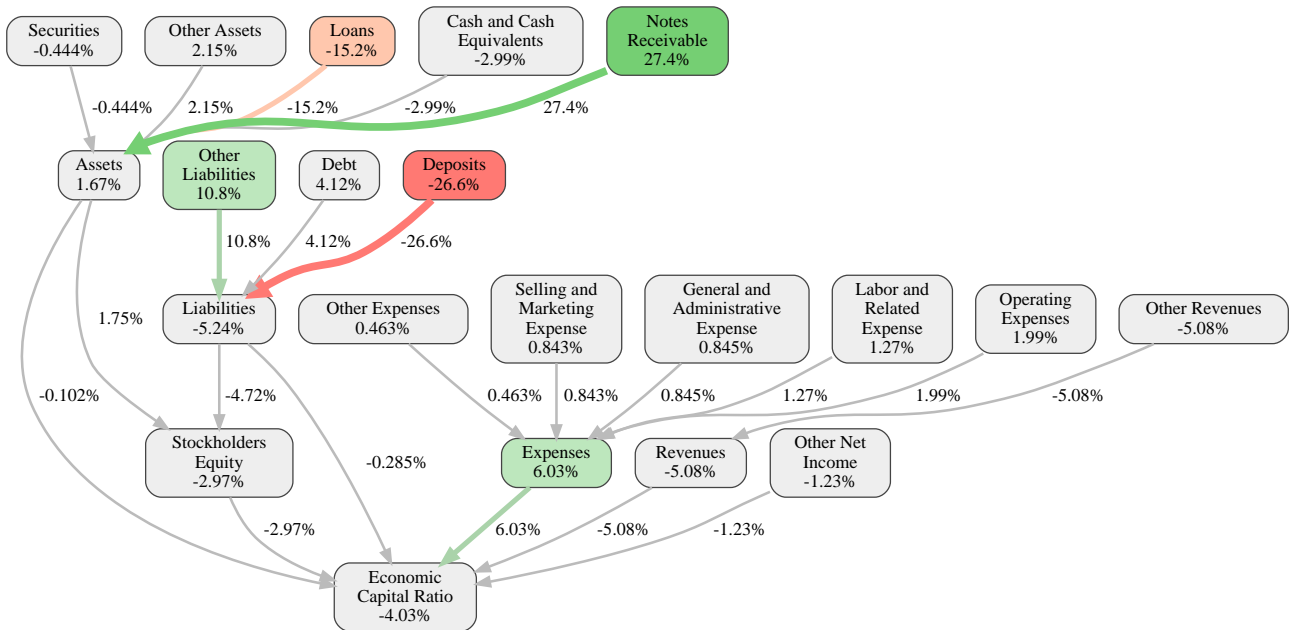 Securities
-0.444%
Other Assets
2.15%
Loans
-15.2%
Cash and Cash
Equivalents
-2.99%
Notes
Receivable
27.4%
-0.444%
2.15%
-15.2%
-2.99%
27.4%
Assets
1.67%
Other
Liabilities
10.8%
Debt
4.12%
Deposits
-26.6%
10.8%
4.12%
-26.6%
Liabilities
-5.24%
Other Expenses
0.463%
Selling and
Marketing
Expense
0.843%
General and
Administrative
Expense
0.845%
Labor and
Related
Expense
1.27%
Operating
Expenses
1.99%
Other Revenues
-5.08%
1.75%
-0.102%
-4.72%
0.463%
0.843%
0.845%
1.27%
1.99%
-5.08%
Stockholders
Equity
-2.97%
-0.285%
Expenses
6.03%
Revenues
-5.08%
Other Net
Income
-1.23%
-2.97%
6.03%
-5.08%
-1.23%
Economic
Capital Ratio
-4.03%